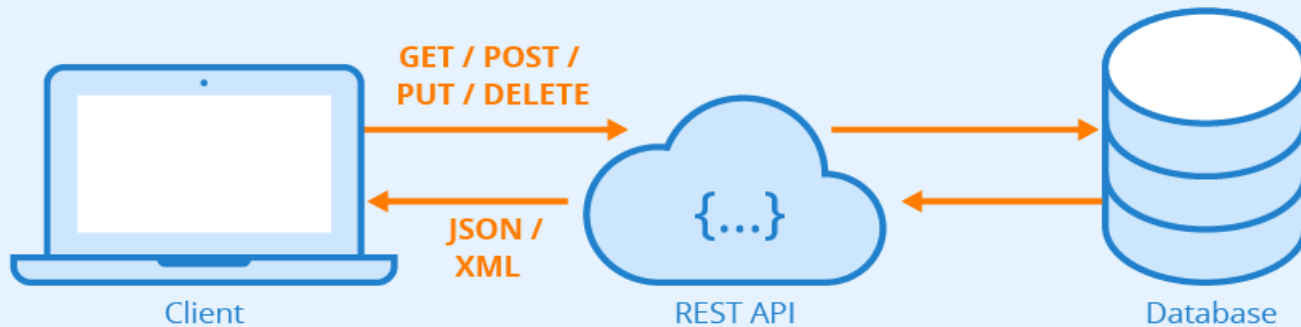 GET / POST /
PUT / DELETE
{...}
JSON /
XML
Client
REST API
Database